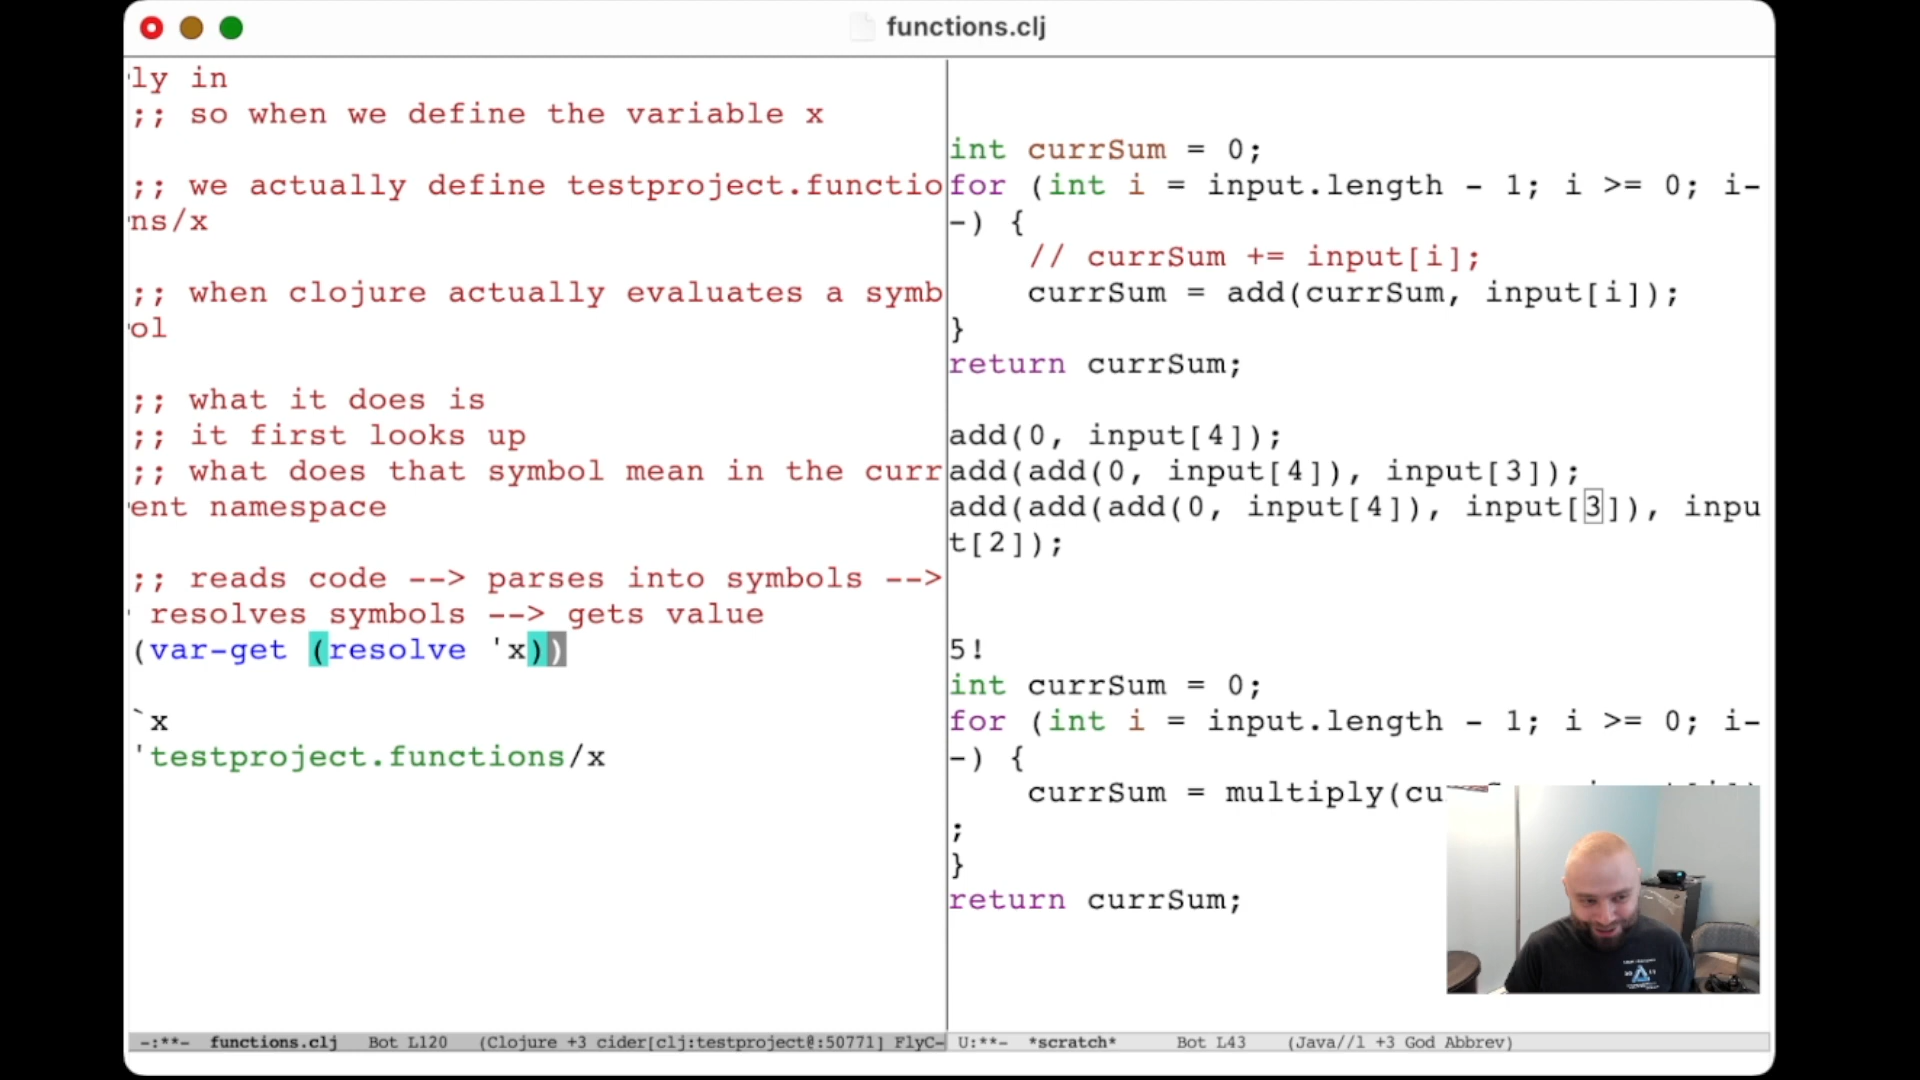 functions.clj
ly in
;; so when we define the variable x
;; we actually define testproject.functio
ns/x
;; when clojure actually evaluates a symb
ol
;; what it does is
;; it first looks up
;; what does that symbol mean in the curr
ent namespace
;; reads code --> parses into symbols -->
resolves symbols --> gets value
(var-get (resolve 'x))
`x
'testproject.functions/x
-:**-  functions.clj   Bot L120   (Clojure +3 cider[clj:testproject@:50771] FlyC-
int currSum = 0;
for (int i = input.length - 1; i >= 0; i-
-) {
// currSum += input[i];
currSum = add(currSum, input[i]);
}
return currSum;
add(0, input[4]);
add(add(0, input[4]), input[3]);
add(add(add(0, input[4]), input[3]), inpu
t[2]);
5!
int currSum = 0;
for (int i = input.length - 1; i >= 0; i-
-) {
currSum = multiply(cu
;
}
return currSum;
U:**-  *scratch*      Bot L43    (Java//l +3 God Abbrev)